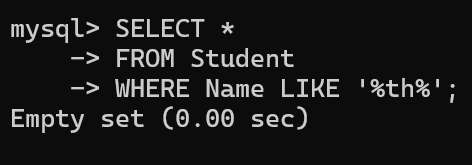 mysql> SELECT *
    -> FROM Student
    -> WHERE Name LIKE '%th%';
Empty set (0.00 sec)